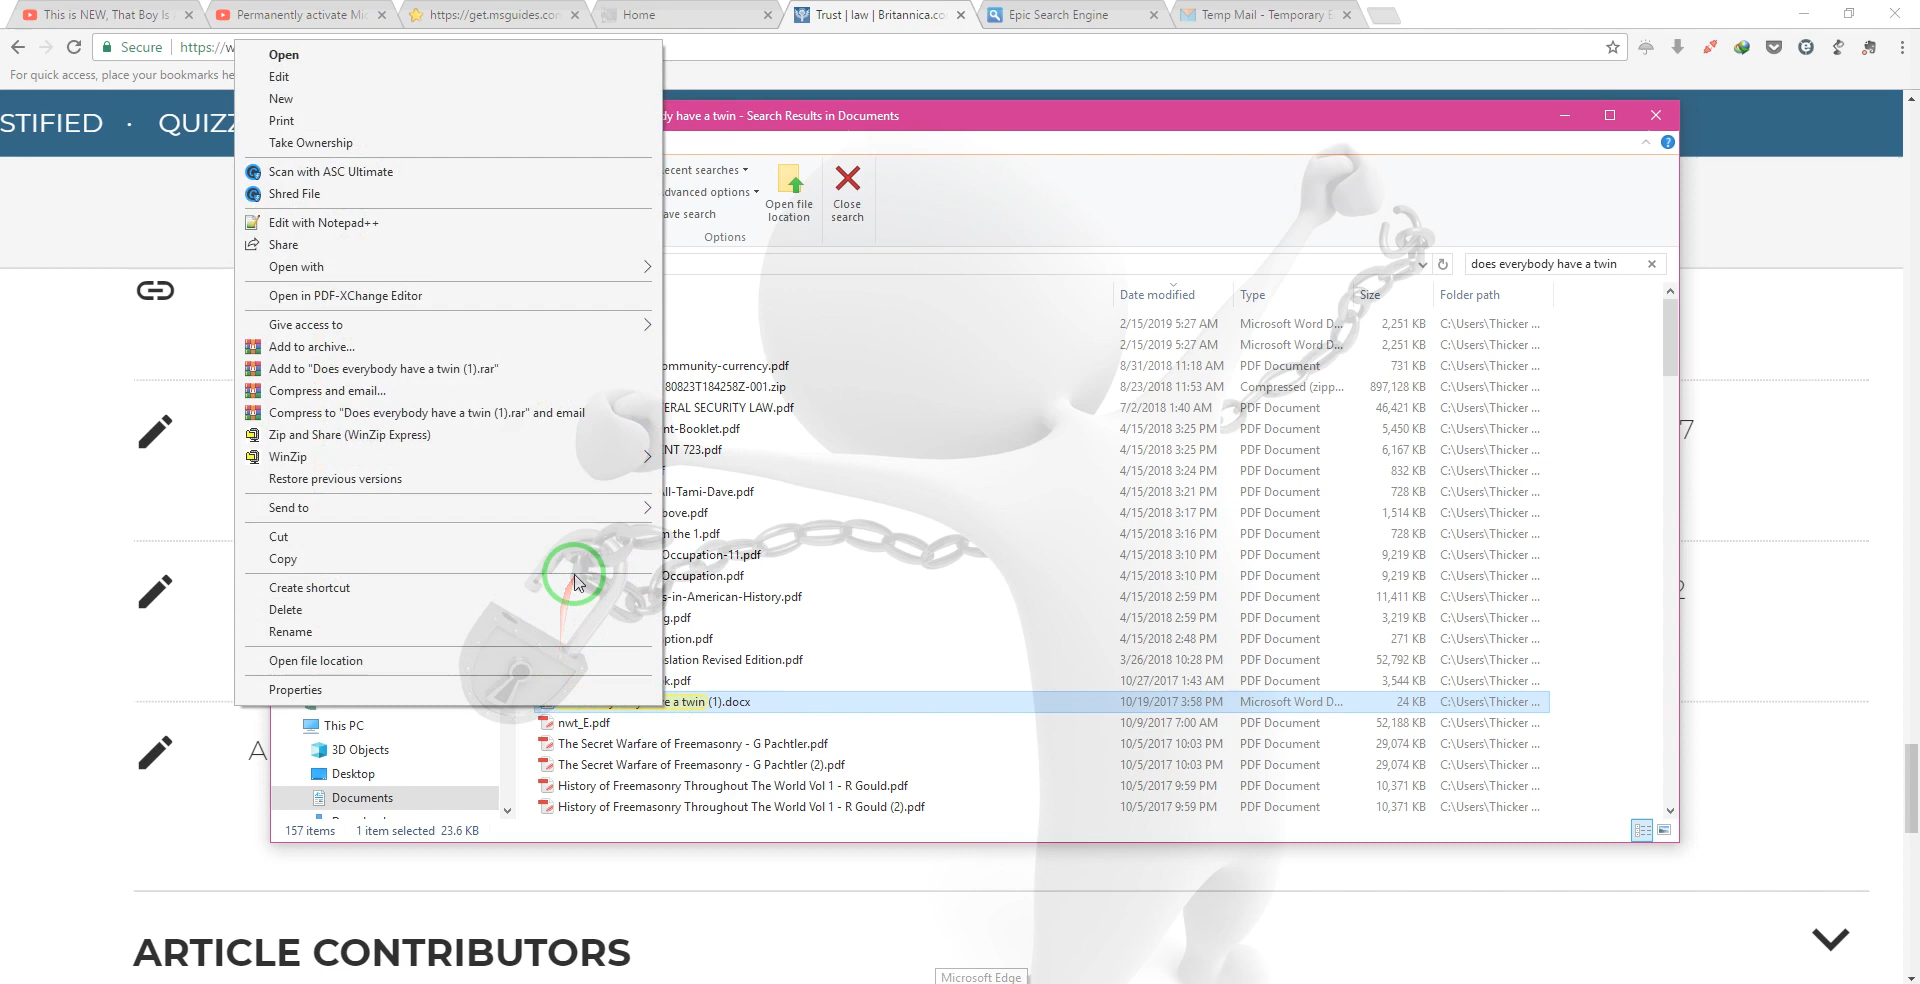 This is NEW, That Boy Is
Permanently activate Mi
https://get.msguides.con
Home
Trust | law | Britannica.co
Epic Search Engine
Temp Mail - Temporary E
Secure
https://w
For quick access, place your bookmarks he
STIFIED · QUIZZ
Open
Edit
New
Print
Take Ownership
Scan with ASC Ultimate
Shred File
Edit with Notepad++
Share
Open with
Open in PDF-XChange Editor
Give access to
Add to archive...
Add to "Does everybody have a twin (1).rar"
Compress and email...
Compress to "Does everybody have a twin (1).rar" and email
Zip and Share (WinZip Express)
WinZip
Restore previous versions
Send to
Cut
Copy
Create shortcut
Delete
Rename
Open file location
Properties
dy have a twin - Search Results in Documents
ecent searches
dvanced options
ave search
Open file location
Close search
Options
does everybody have a twin
Date modified Type Size Folder path
2/15/2019 5:27 AM Microsoft Word D... 2,251 KB C:\Users\Thicker ...
2/15/2019 5:27 AM Microsoft Word D... 2,251 KB C:\Users\Thicker ...
ommunity-currency.pdf 8/31/2018 11:18 AM PDF Document 731 KB C:\Users\Thicker ...
80823T184258Z-001.zip 8/23/2018 11:53 AM Compressed (zipp... 897,128 KB C:\Users\Thicker ...
ERAL SECURITY LAW.pdf 7/2/2018 1:40 AM PDF Document 46,421 KB C:\Users\Thicker ...
nt-Booklet.pdf 4/15/2018 3:25 PM PDF Document 5,450 KB C:\Users\Thicker ...
NT 723.pdf 4/15/2018 3:25 PM PDF Document 6,167 KB C:\Users\Thicker ...
f 4/15/2018 3:24 PM PDF Document 832 KB C:\Users\Thicker ...
ll-Tami-Dave.pdf 4/15/2018 3:21 PM PDF Document 728 KB C:\Users\Thicker ...
bove.pdf 4/15/2018 3:17 PM PDF Document 1,514 KB C:\Users\Thicker ...
n the 1.pdf 4/15/2018 3:16 PM PDF Document 728 KB C:\Users\Thicker ...
Occupation-11.pdf 4/15/2018 3:10 PM PDF Document 9,219 KB C:\Users\Thicker ...
Occupation.pdf 4/15/2018 3:10 PM PDF Document 9,219 KB C:\Users\Thicker ...
s-in-American-History.pdf 4/15/2018 2:59 PM PDF Document 11,411 KB C:\Users\Thicker ...
g.pdf 4/15/2018 2:59 PM PDF Document 3,219 KB C:\Users\Thicker ...
ption.pdf 4/15/2018 2:48 PM PDF Document 271 KB C:\Users\Thicker ...
slation Revised Edition.pdf 3/26/2018 10:28 PM PDF Document 52,792 KB C:\Users\Thicker ...
k.pdf 10/27/2017 1:43 AM PDF Document 3,544 KB C:\Users\Thicker ...
e a twin (1).docx 10/19/2017 3:58 PM Microsoft Word D... 24 KB C:\Users\Thicker ...
nwt_E.pdf 10/9/2017 7:00 AM PDF Document 52,188 KB C:\Users\Thicker ...
The Secret Warfare of Freemasonry - G Pachtler.pdf 10/5/2017 10:03 PM PDF Document 29,074 KB C:\Users\Thicker ...
The Secret Warfare of Freemasonry - G Pachtler (2).pdf 10/5/2017 10:03 PM PDF Document 29,074 KB C:\Users\Thicker ...
History of Freemasonry Throughout The World Vol 1 - R Gould.pdf 10/5/2017 9:59 PM PDF Document 10,371 KB C:\Users\Thicker ...
History of Freemasonry Throughout The World Vol 1 - R Gould (2).pdf 10/5/2017 9:59 PM PDF Document 10,371 KB C:\Users\Thicker ...
This PC
3D Objects
Desktop
Documents
157 items 1 item selected 23.6 KB
7
2
A
ARTICLE CONTRIBUTORS
Microsoft Edge